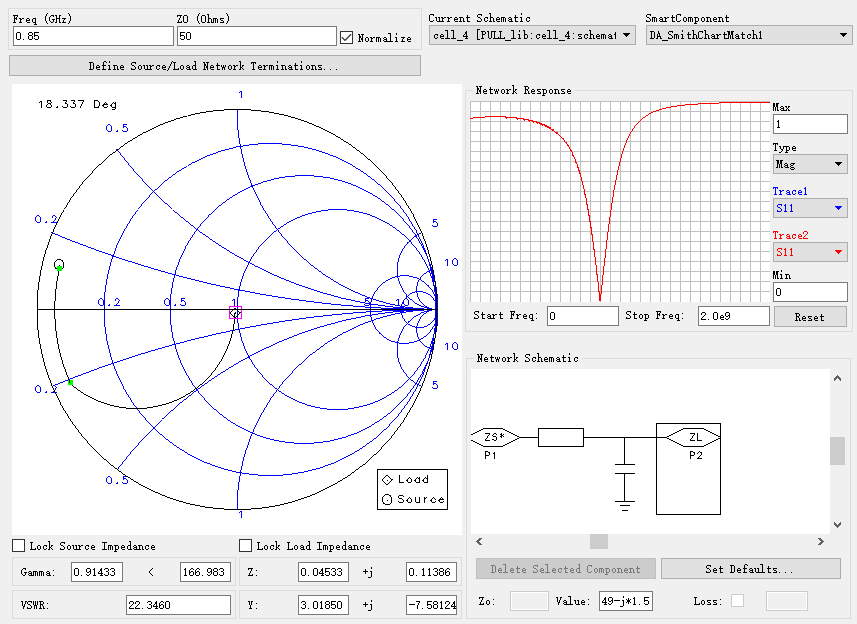 Freq (GHz)
ZO (Ohms)
0.85
50
Normalize
Current Schematic
SmartComponent
cell_4 [PULL_lib:cell_4:schemat
DA_SmithChartMatch1
Define Source/Load Network Terminations...
18.337 Deg
1
0.5
0.2
5
10
0.2
0.5
1
5
10
10
0.2
5
0.5
1
Load
Source
Network Response
Max
1
Type
Mag
Trace1
S11
Trace2
S11
Min
0
Start Freq:
0
Stop Freq:
2.0e9
Reset
Network Schematic
ZS*
P1
ZL
P2
Lock Source Impedance
Lock Load Impedance
Gamma:
0.91433
<
166.983
Z:
0.04533
+j
0.11386
VSWR:
22.3460
Y:
3.01850
+j
-7.58124
Delete Selected Component
Set Defaults...
Zo:
Value:
49-j*1.5
Loss: